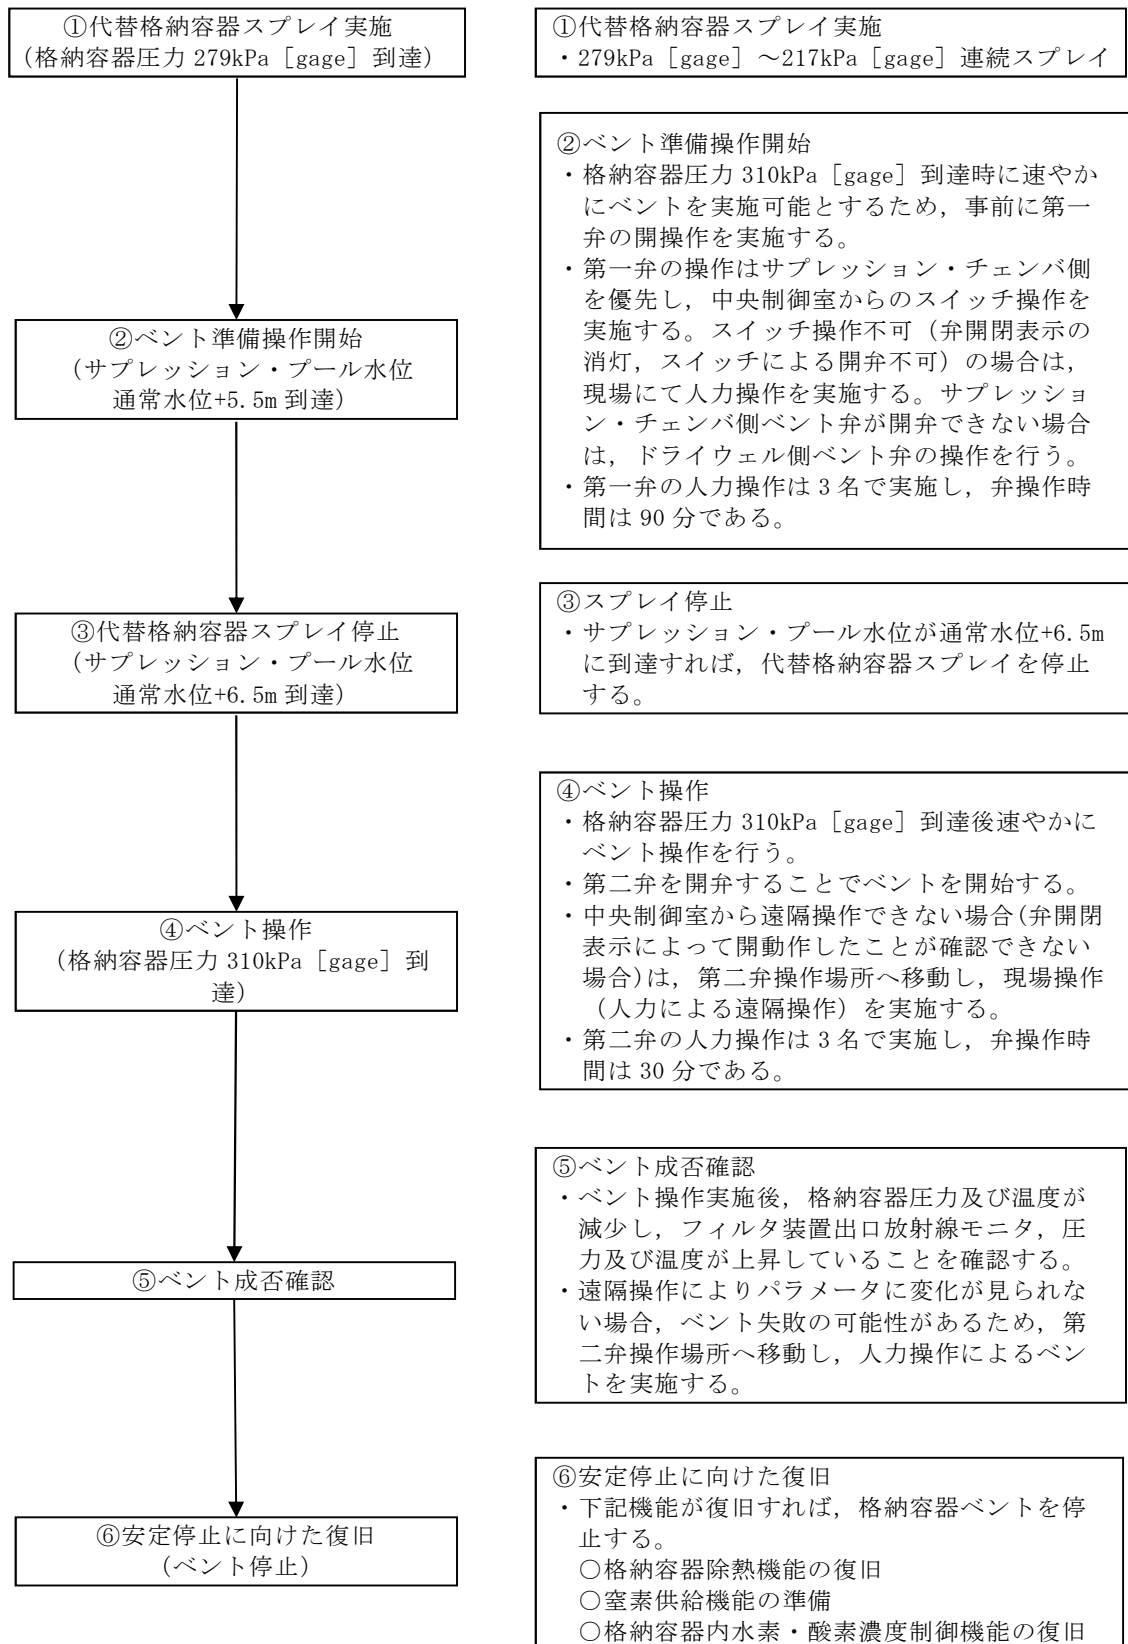 ①代替格納容器スプレイ実施
(格納容器圧力 279kPa［gage］到達)
①代替格納容器スプレイ実施
・279kPa［gage］～217kPa［gage］連続スプレイ
②ベント準備操作開始
・格納容器圧力 310kPa［gage］到達時に速やか
にベントを実施可能とするため，事前に第一
弁の開操作を実施する。
・第一弁の操作はサプレッション・チェンバ側
を優先し，中央制御室からのスイッチ操作を
実施する。スイッチ操作不可（弁開閉表示の
消灯，スイッチによる開弁不可）の場合は，
現場にて人力操作を実施する。サプレッショ
ン・チェンバ側ベント弁が開弁できない場合
は，ドライウェル側ベント弁の操作を行う。
・第一弁の人力操作は 3 名で実施し，弁操作時
間は 90 分である。
②ベント準備操作開始
(サプレッション・プール水位
通常水位+5.5m 到達)
③スプレイ停止
・サプレッション・プール水位が通常水位+6.5m
に到達すれば，代替格納容器スプレイを停止
する。
③代替格納容器スプレイ停止
(サプレッション・プール水位
通常水位+6.5m 到達)
④ベント操作
・格納容器圧力 310kPa［gage］到達後速やかに
ベント操作を行う。
・第二弁を開弁することでベントを開始する。
・中央制御室から遠隔操作できない場合(弁開閉
表示によって開動作したことが確認できない
場合)は，第二弁操作場所へ移動し，現場操作
（人力による遠隔操作）を実施する。
・第二弁の人力操作は 3 名で実施し，弁操作時
間は 30 分である。
④ベント操作
(格納容器圧力 310kPa［gage］到
達)
⑤ベント成否確認
・ベント操作実施後，格納容器圧力及び温度が
減少し，フィルタ装置出口放射線モニタ，圧
力及び温度が上昇していることを確認する。
・遠隔操作によりパラメータに変化が見られな
い場合，ベント失敗の可能性があるため，第
二弁操作場所へ移動し，人力操作によるベン
トを実施する。
⑤ベント成否確認
⑥安定停止に向けた復旧
・下記機能が復旧すれば，格納容器ベントを停
止する。
○格納容器除熱機能の復旧
○窒素供給機能の準備
○格納容器内水素・酸素濃度制御機能の復旧
⑥安定停止に向けた復旧
(ベント停止)